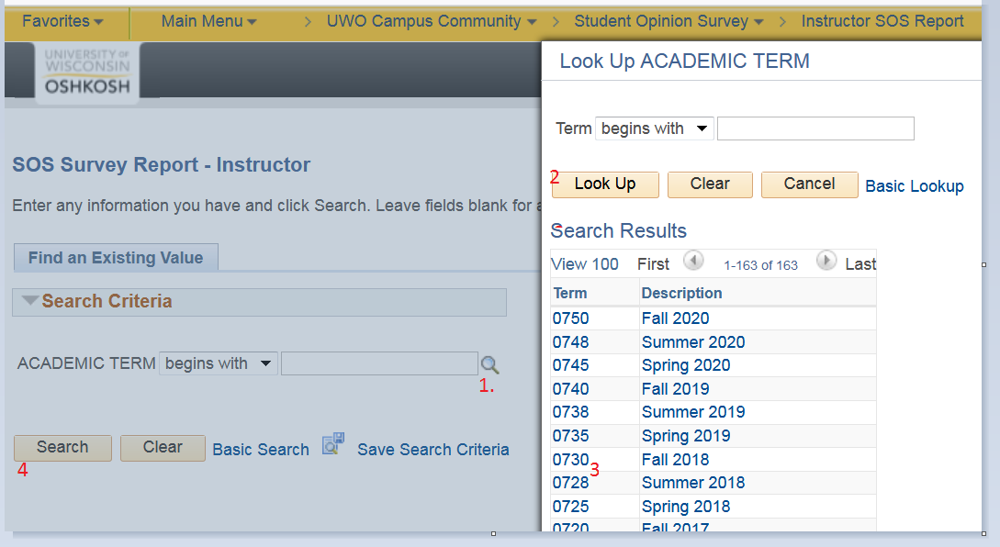 Favorites Main Menu > UWO Campus Community > Student Opinion Survey > Instructor SOS Report
UNIVERSITY OF
WISCONSIN
OSHKOSH
SOS Survey Report - Instructor
Enter any information you have and click Search. Leave fields blank for a
Find an Existing Value
Search Criteria
ACADEMIC TERM begins with
1.
Search Clear Basic Search Save Search Criteria
4
Look Up ACADEMIC TERM
Term begins with
2
Look Up Clear Cancel Basic Lookup
Search Results
View 100 First 1-163 of 163 Last
Term Description
0750 Fall 2020
0748 Summer 2020
0745 Spring 2020
0740 Fall 2019
0738 Summer 2019
0735 Spring 2019
0730 Fall 2018
3
0728 Summer 2018
0725 Spring 2018
0720 Fall 2017